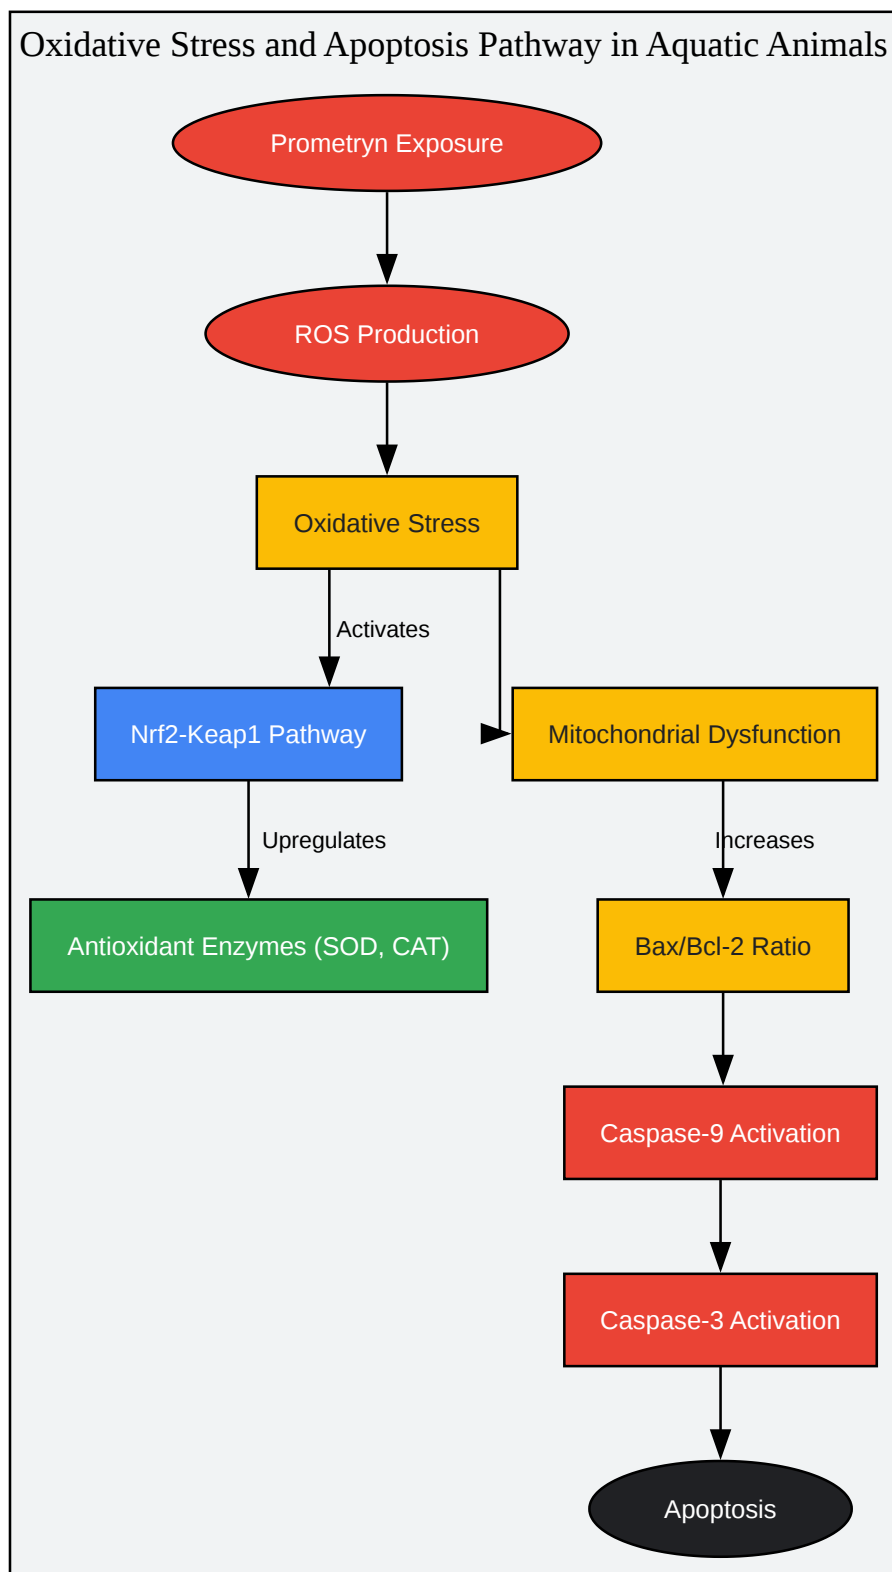 Oxidative Stress and Apoptosis Pathway in Aquatic Animals
Prometryn Exposure
ROS Production
Oxidative Stress
Activates
Nrf2-Keap1 Pathway
Mitochondrial Dysfunction
Upregulates
Increases
Antioxidant Enzymes (SOD, CAT)
Bax/Bcl-2 Ratio
Caspase-9 Activation
Caspase-3 Activation
Apoptosis